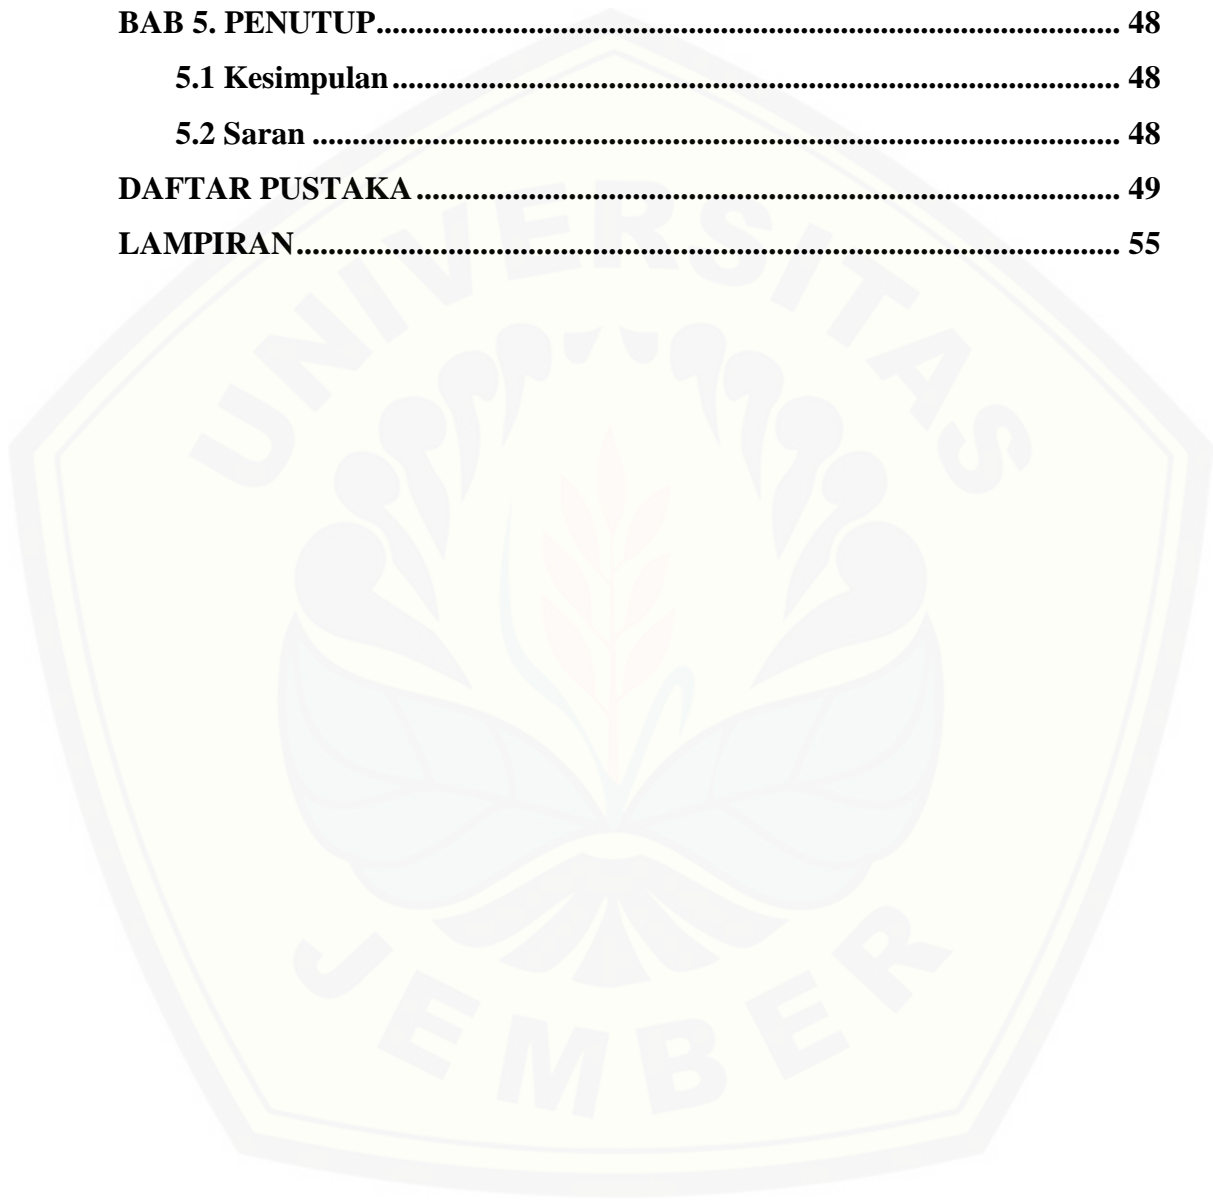 BAB 5. PENUTUP............................................................................................ 48
5.1 Kesimpulan.......................................................................................... 48
5.2 Saran .................................................................................................... 48
DAFTAR PUSTAKA....................................................................................... 49
LAMPIRAN...................................................................................................... 55
UNIVERSITAS
JEMBER